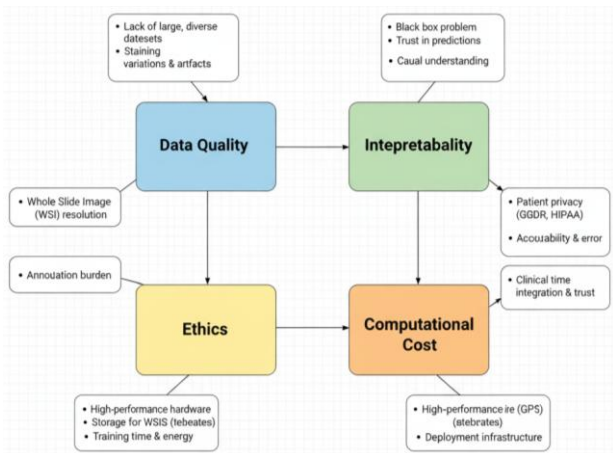 • Lack of large, diverse
datesets
• Staining
variations & artfacts
• Black box problem
• Trust in predictions
• Caual understanding
Data Quality
Intepretabality
• Whole Slide Image
(WSI) resolution
• Patient privacy
(GGDR, HIPAA)
• Accouability & error
• Annouation burden
• Clinical time
integration & trust
Ethics
Computational
Cost
• High-performance hardware
• Storage for WSIS (tebeates)
• Training time & energy
• High-performance ire (GPS)
• Deployment infrastructure